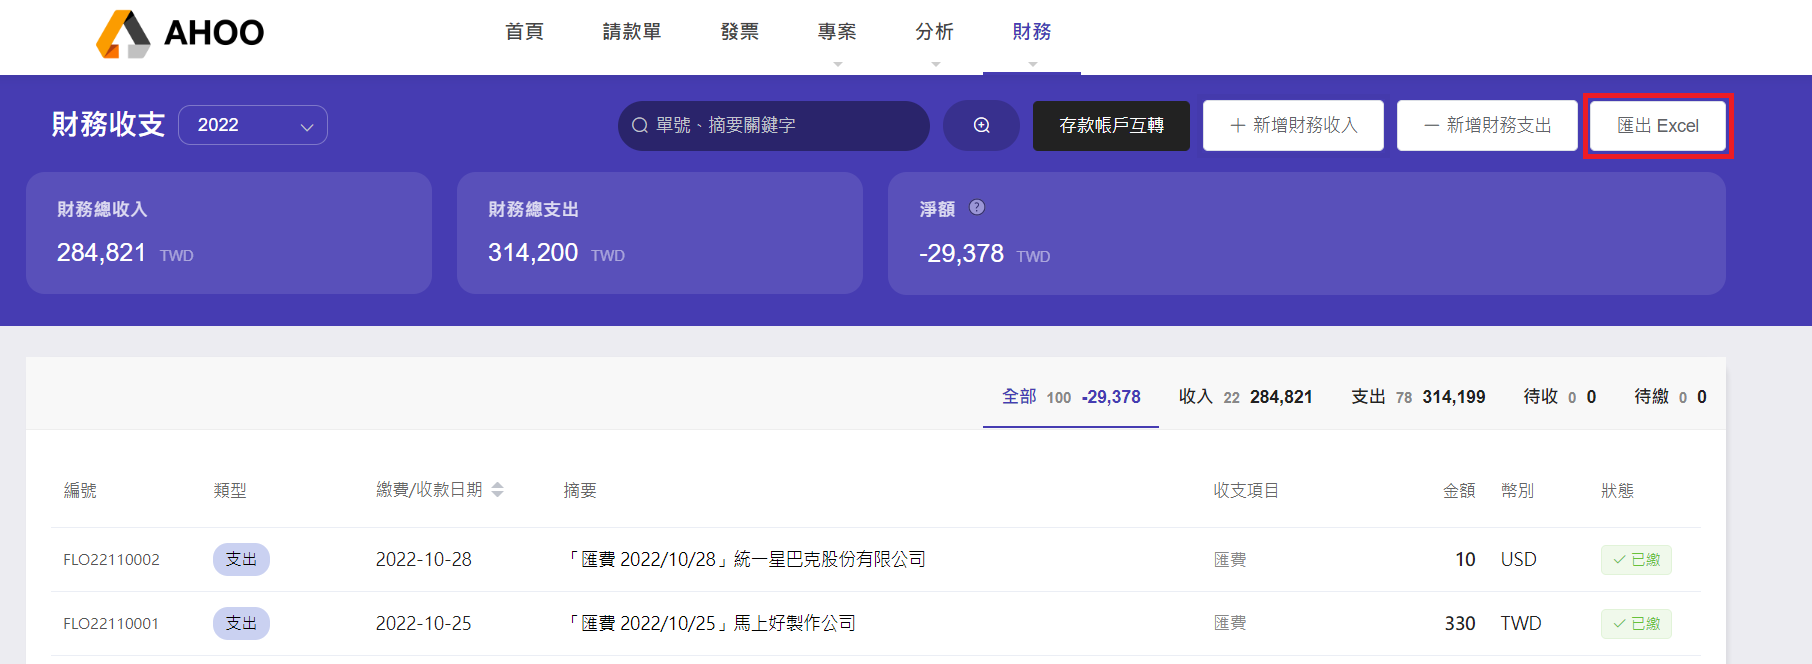 AHOO
首頁 請款單 發票 專案 分析 財務
財務收支 2022 單號、摘要關鍵字 存款帳戶互轉 + 新增財務收入 − 新增財務支出 匯出 Excel
財務總收入 財務總支出 淨額 ?
284,821 TWD 314,200 TWD -29,378 TWD
全部 100 -29,378 收入 22 284,821 支出 78 314,199 待收 0 0 待繳 0 0
編號 類型 繳費/收款日期 摘要 收支項目 金額 幣別 狀態
FLO22110002 支出 2022-10-28 「匯費 2022/10/28」統一星巴克股份有限公司 匯費 10 USD ✓ 已繳
FLO22110001 支出 2022-10-25 「匯費 2022/10/25」馬上好製作公司 匯費 330 TWD ✓ 已繳